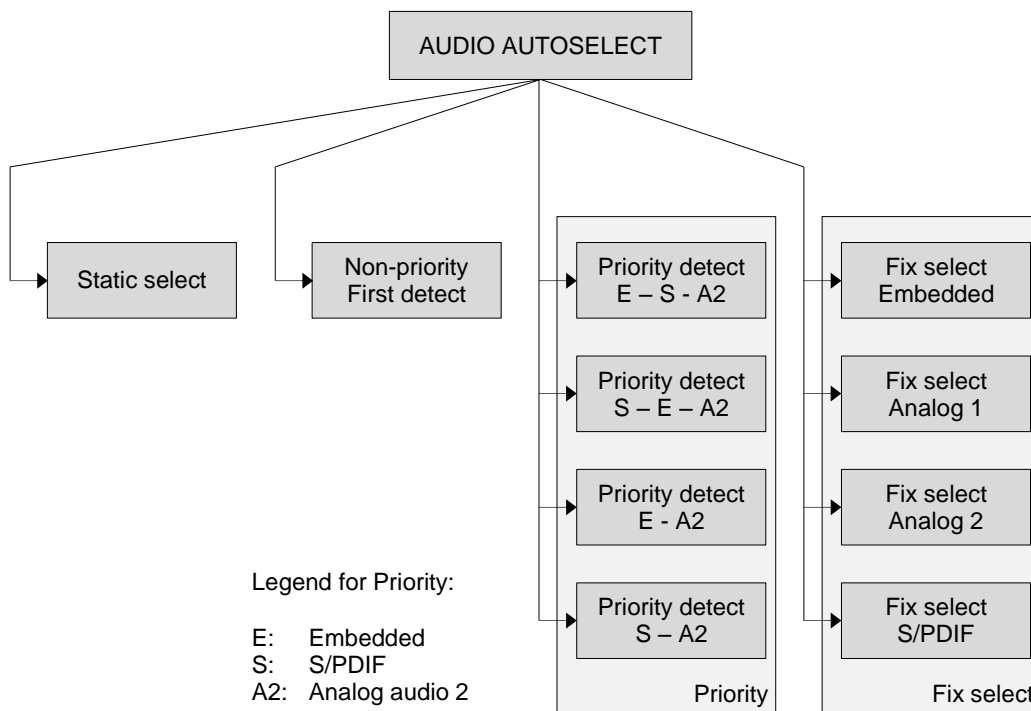 AUDIO AUTOSELECT
Static select
Non-priority
First detect
Priority detect
E – S - A2
Priority detect
S – E – A2
Priority detect
E - A2
Priority detect
S – A2
Priority
Fix select
Embedded
Fix select
Analog 1
Fix select
Analog 2
Fix select
S/PDIF
Fix select
Legend for Priority:
E: Embedded
S: S/PDIF
A2: Analog audio 2